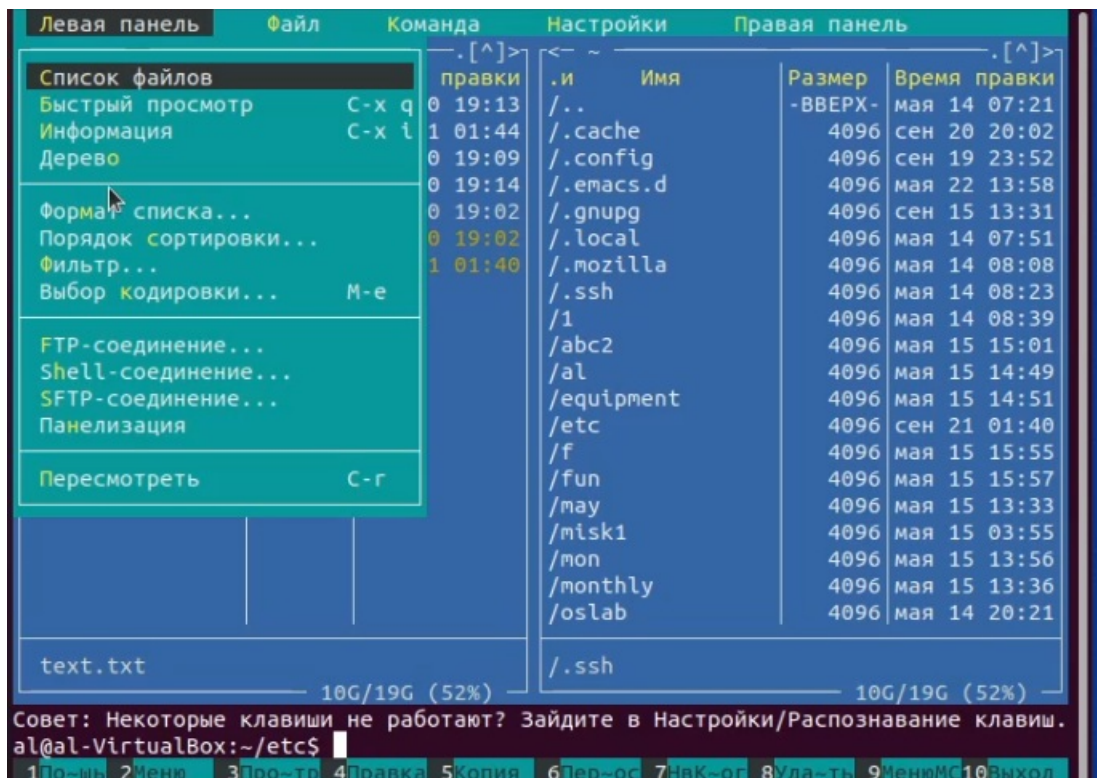 Левая панель Файл Команда Настройки Правая панель
.[^]> <— ~ .[^]>
Список файлов правки .и Имя Размер Время правки
Быстрый просмотр C-x q 0 19:13 /.. -ВВЕРХ- мая 14 07:21
Информация C-x i 1 01:44 /.cache 4096 сен 20 20:02
Дерево 0 19:09 /.config 4096 сен 19 23:52
0 19:14 /.emacs.d 4096 мая 22 13:58
Формат списка... 0 19:02 /.gnupg 4096 сен 15 13:31
Порядок сортировки... 0 19:02 /.local 4096 мая 14 07:51
Фильтр... 1 01:40 /.mozilla 4096 мая 14 08:08
Выбор кодировки... M-e /.ssh 4096 мая 14 08:23
/1 4096 мая 14 08:39
FTP-соединение... /abc2 4096 мая 15 15:01
Shell-соединение... /al 4096 мая 15 14:49
SFTP-соединение... /equipment 4096 мая 15 14:51
Панелизация /etc 4096 сен 21 01:40
/f 4096 мая 15 15:55
Пересмотреть C-r /fun 4096 мая 15 15:57
/may 4096 мая 15 13:33
/misk1 4096 мая 15 03:55
/mon 4096 мая 15 13:56
/monthly 4096 мая 15 13:36
/oslab 4096 мая 14 20:21
text.txt /.ssh
10G/19G (52%) 10G/19G (52%)
Совет: Некоторые клавиши не работают? Зайдите в Настройки/Распознавание клавиш.
al@al-VirtualBox:~/etc$
1По~шь 2Меню 3Про~тр 4Правка 5Копия 6Пер~ос 7НвК~ог 8Уда~ть 9МенюMC 10Выход